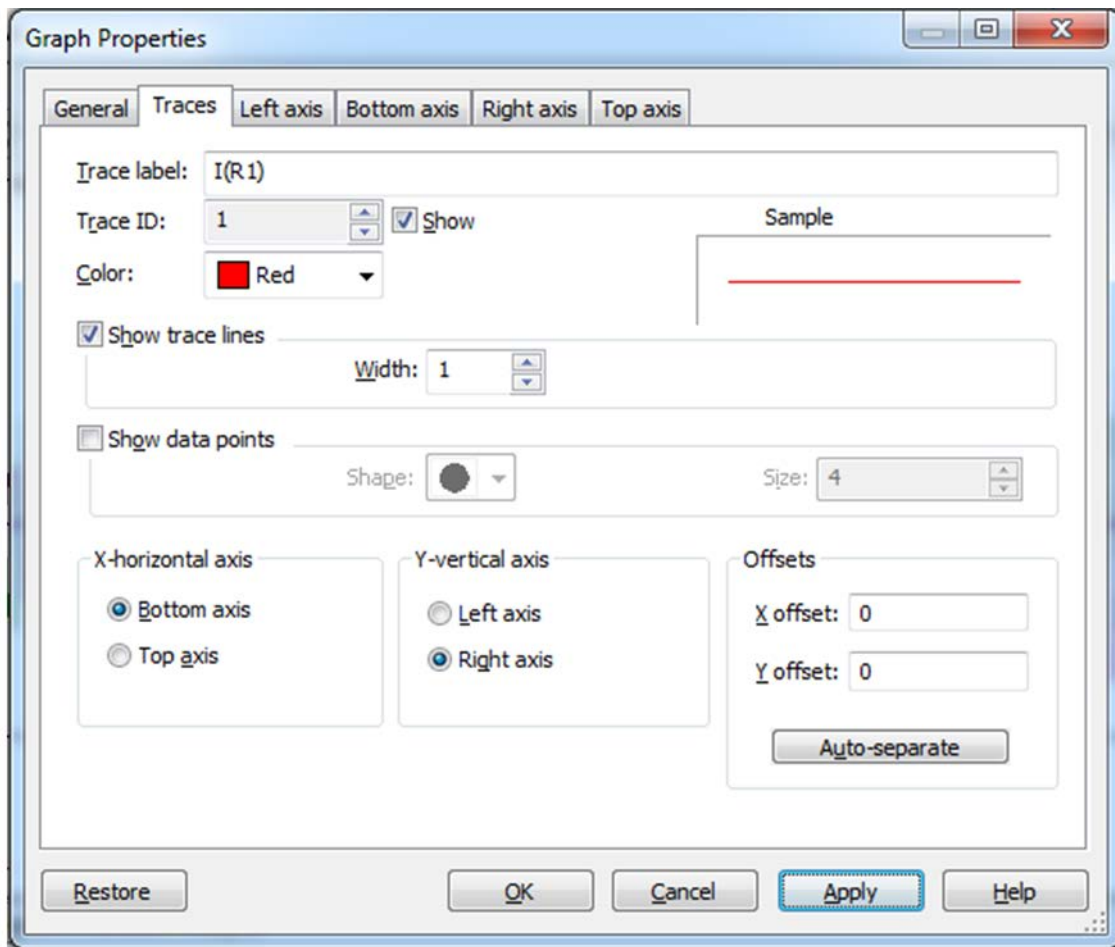 Graph Properties
General Traces Left axis Bottom axis Right axis Top axis
Trace label: I(R1)
Trace ID: 1 Show Sample
Color: Red
Show trace lines
Width: 1
Show data points
Shape: Size: 4
X-horizontal axis Y-vertical axis Offsets
Bottom axis Left axis X offset: 0
Top axis Right axis Y offset: 0
Auto-separate
Restore OK Cancel Apply Help